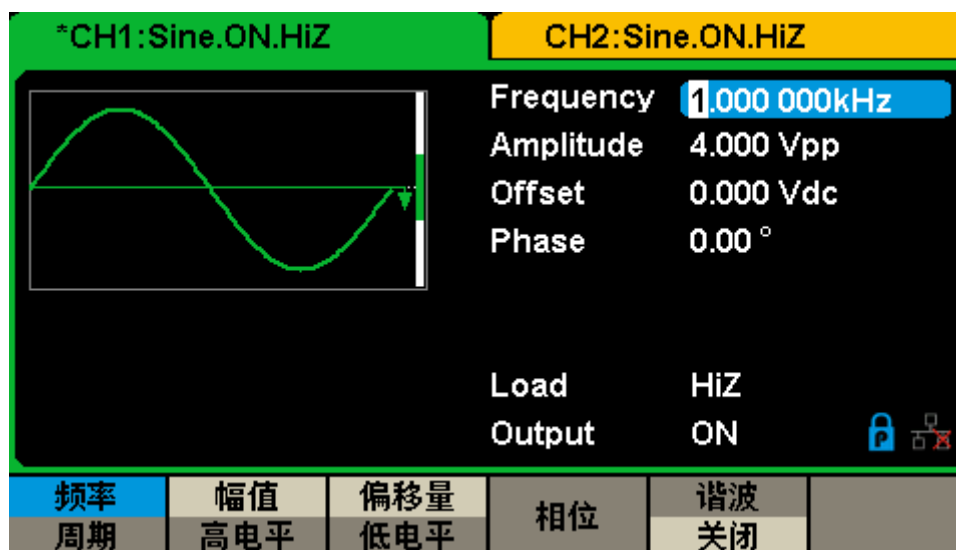 *CH1:Sine.ON.HiZ
CH2:Sine.ON.HiZ
Frequency 1.000 000kHz
Amplitude 4.000 Vpp
Offset 0.000 Vdc
Phase 0.00 °
Load HiZ
Output ON
P
频率 幅值 偏移量 相位 谐波
周期 高电平 低电平 关闭